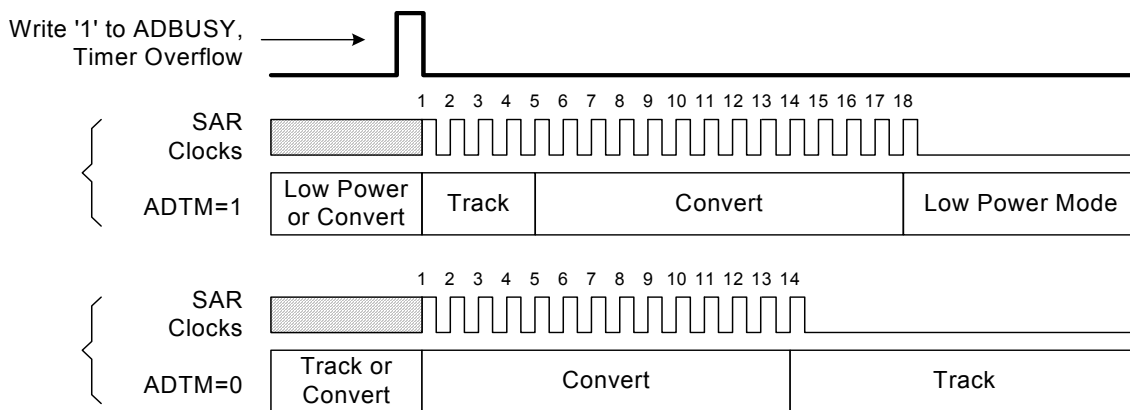 Write '1' to ADBUSY,
Timer Overflow
1 2 3 4 5 6 7 8 9 10 11 12 13 14 15 16 17 18
SAR
Clocks
ADTM=1
Low Power
or Convert
Track
Convert
Low Power Mode
1 2 3 4 5 6 7 8 9 10 11 12 13 14
SAR
Clocks
ADTM=0
Track or
Convert
Convert
Track